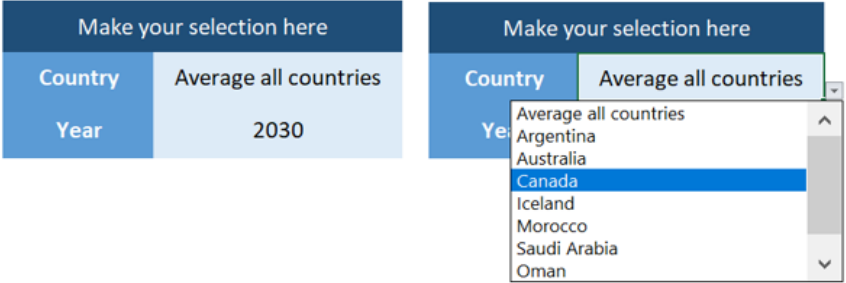 Make your selection here
Country Average all countries
Year 2030
Make your selection here
Country Average all countries
Ye
Average all countries
Argentina
Australia
Canada
Iceland
Morocco
Saudi Arabia
Oman